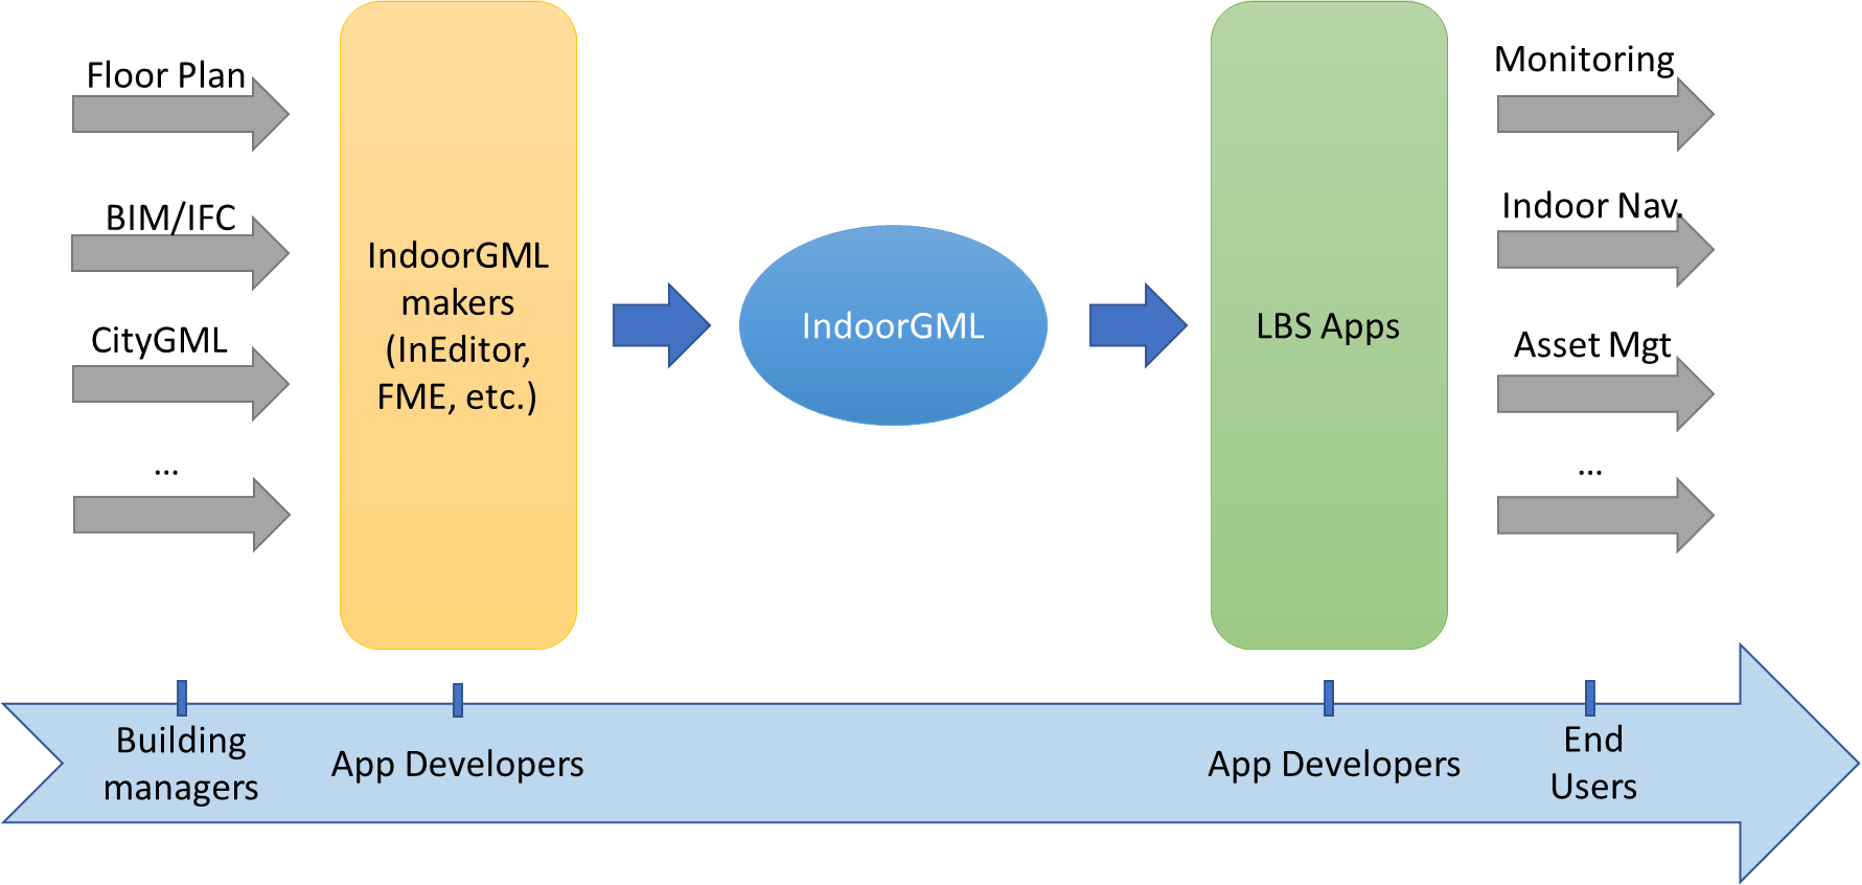 Floor Plan
BIM/IFC
CityGML
...
IndoorGML
makers
(InEditor,
FME, etc.)
IndoorGML
LBS Apps
Monitoring
Indoor Nav.
Asset Mgt
...
Building
managers
App Developers
App Developers
End
Users